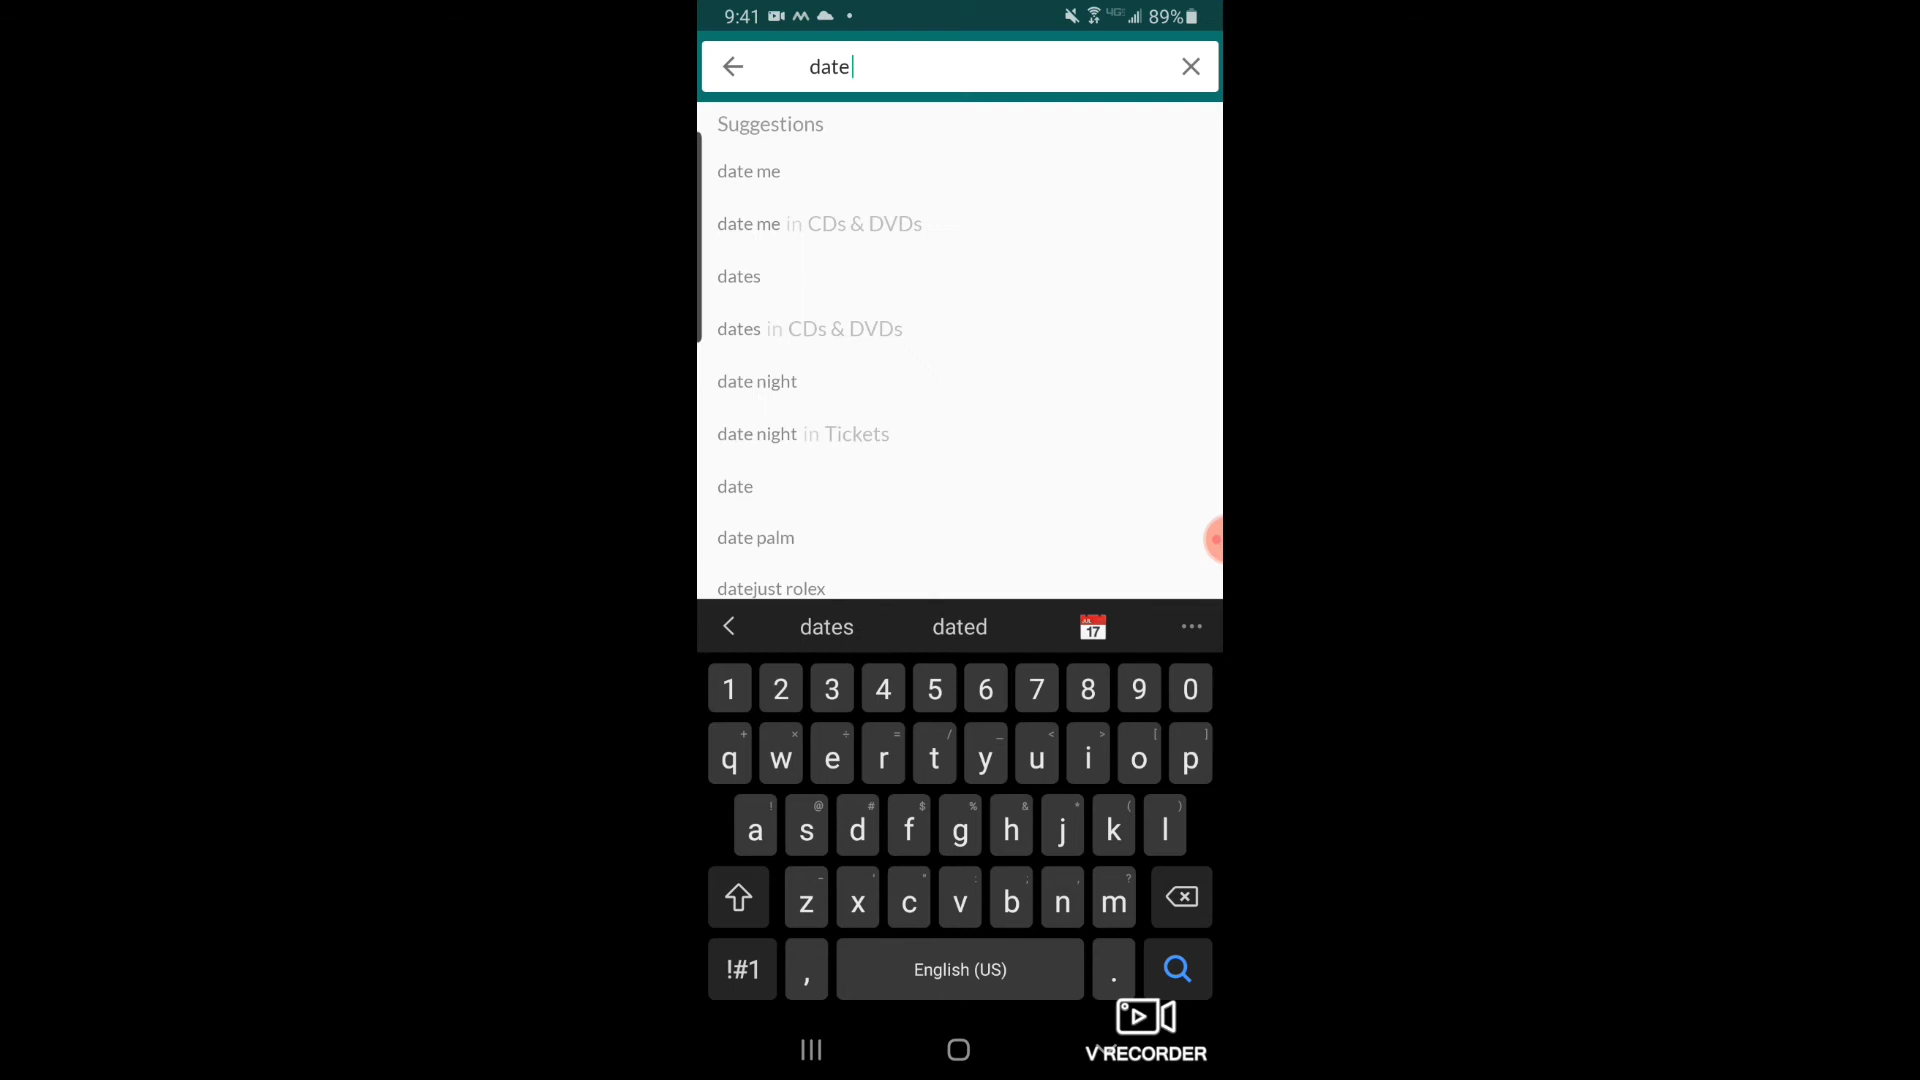 9:41 4G 89%
date
Suggestions
date me
date me in CDs & DVDs
dates
dates in CDs & DVDs
date night
date night in Tickets
date
date palm
datejust rolex
dates dated JUL 17
1 2 3 4 5 6 7 8 9 0
+ × ÷ = / _ < > [ ]
q w e r t y u i o p
! @ # $ % & * ( )
a s d f g h j k l
- ' " : ; , ?
z x c v b n m
!#1 , English (US) .
V RECORDER